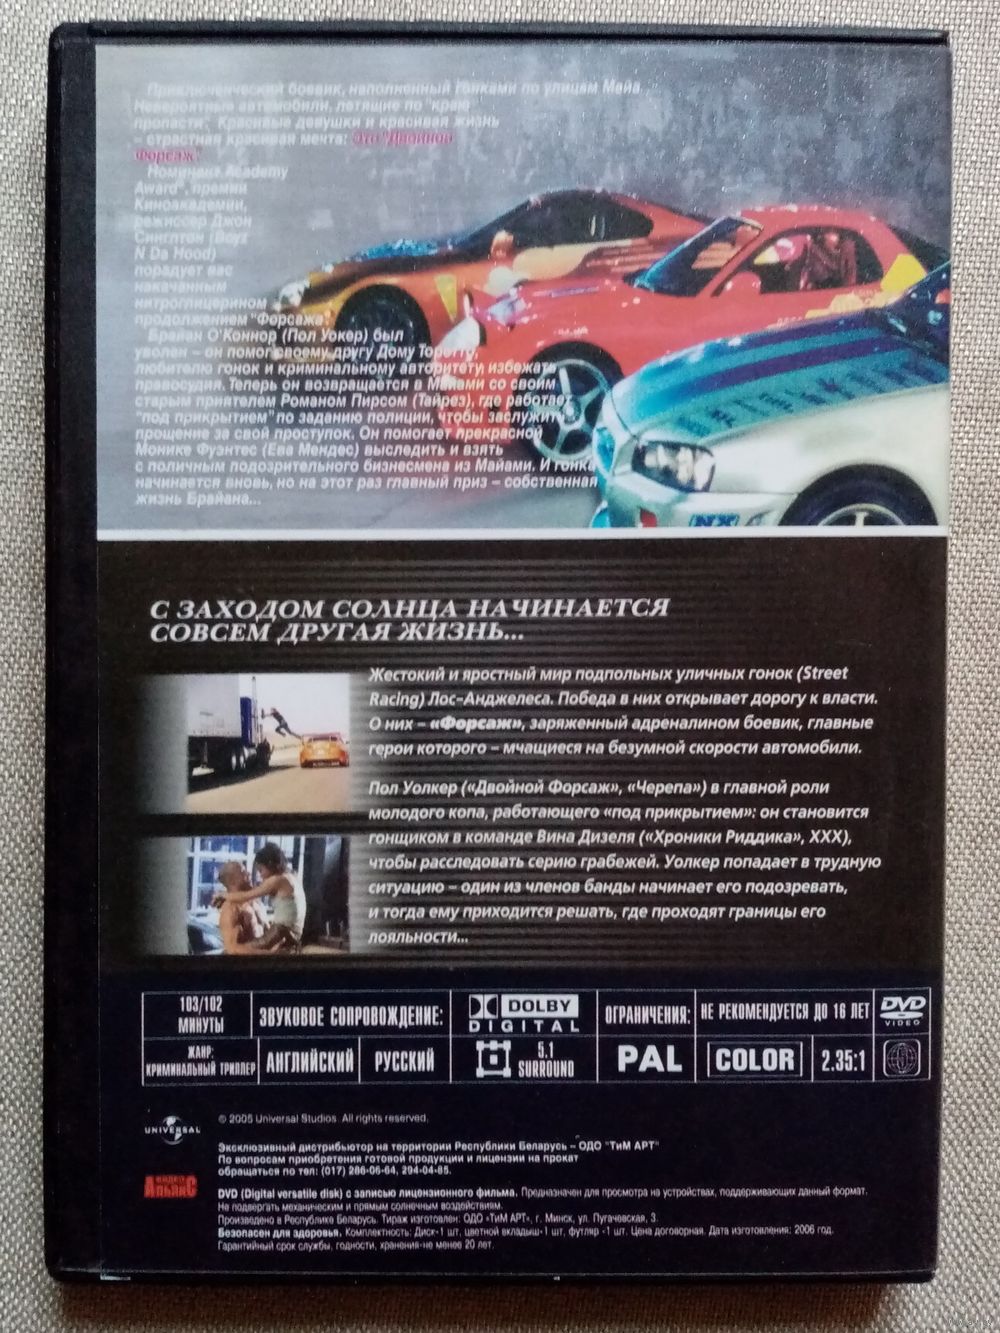 Приключенческий боевик, наполненный гонками по улицам Майа
Невероятные автомобили, летящие по "краю
пропасти". Красивые девушки и красивая жизнь
– страстная красивая мечта: Это "Двойной
Форсаж"
Номинант Academy
Award", премии
Киноакадемии,
режиссер Джон
Синглтон (Boyz
N Da Hood)
порадует вас
накачанным
нитроглицерином
продолжением "Форсажа"
Брайан О'Коннор (Пол Уокер) был
уволен – он помог своему другу Дому Торетто,
любителю гонок и криминальному авторитету избежать
правосудия. Теперь он возвращается в Майами со своим
старым приятелем Романом Пирсом (Тайрез), где работает
"под прикрытием" по заданию полиции, чтобы заслужить
прощение за свой проступок. Он помогает прекрасной
Монике Фуэнтес (Ева Мендес) выследить и взять
с поличным подозрительного бизнесмена из Майами. И гонка
начинается вновь, но на этот раз главный приз – собственная
жизнь Брайана...
С ЗАХОДОМ СОЛНЦА НАЧИНАЕТСЯ
СОВСЕМ ДРУГАЯ ЖИЗНЬ...
Жестокий и яростный мир подпольных уличных гонок (Street
Racing) Лос-Анджелеса. Победа в них открывает дорогу к власти.
О них – «Форсаж», заряженный адреналином боевик, главные
герои которого – мчащиеся на безумной скорости автомобили.
Пол Уолкер («Двойной Форсаж», «Черепа») в главной роли
молодого копа, работающего «под прикрытием»: он становится
гонщиком в команде Вина Дизеля («Хроники Риддика», XXX),
чтобы расследовать серию грабежей. Уолкер попадает в трудную
ситуацию – один из членов банды начинает его подозревать,
и тогда ему приходится решать, где проходят границы его
лояльности...
103/102 МИНУТЫ
ЗВУКОВОЕ СОПРОВОЖДЕНИЕ:
DOLBY DIGITAL
ОГРАНИЧЕНИЯ:
НЕ РЕКОМЕНДУЕТСЯ ДО 16 ЛЕТ
DVD VIDEO
ЖАНР: КРИМИНАЛЬНЫЙ ТРИЛЛЕР
АНГЛИЙСКИЙ
РУССКИЙ
5.1 SURROUND
PAL
COLOR
2.35:1
UNIVERSAL
© 2005 Universal Studios. All rights reserved.
Эксклюзивный дистрибьютор на территории Республики Беларусь – ОДО "ТиМ АРТ"
По вопросам приобретения готовой продукции и лицензии на прокат
обращаться по тел: (017) 286-06-64, 294-04-85.
ВИДЕО АльянС
DVD (Digital versatile disk) с записью лицензионного фильма. Предназначен для просмотра на устройствах, поддерживающих данный формат.
Не подвергать механическим и прямым солнечным воздействиям.
Произведено в Республике Беларусь. Тираж изготовлен: ОДО «ТиМ АРТ», г. Минск, ул. Пугачевская, 3.
Безопасен для здоровья. Комплектность: Диск-1 шт, цветной вкладыш-1 шт, футляр -1 шт. Цена договорная. Дата изготовления: 2006 год.
Гарантийный срок службы, годности, хранения-не менее 20 лет.